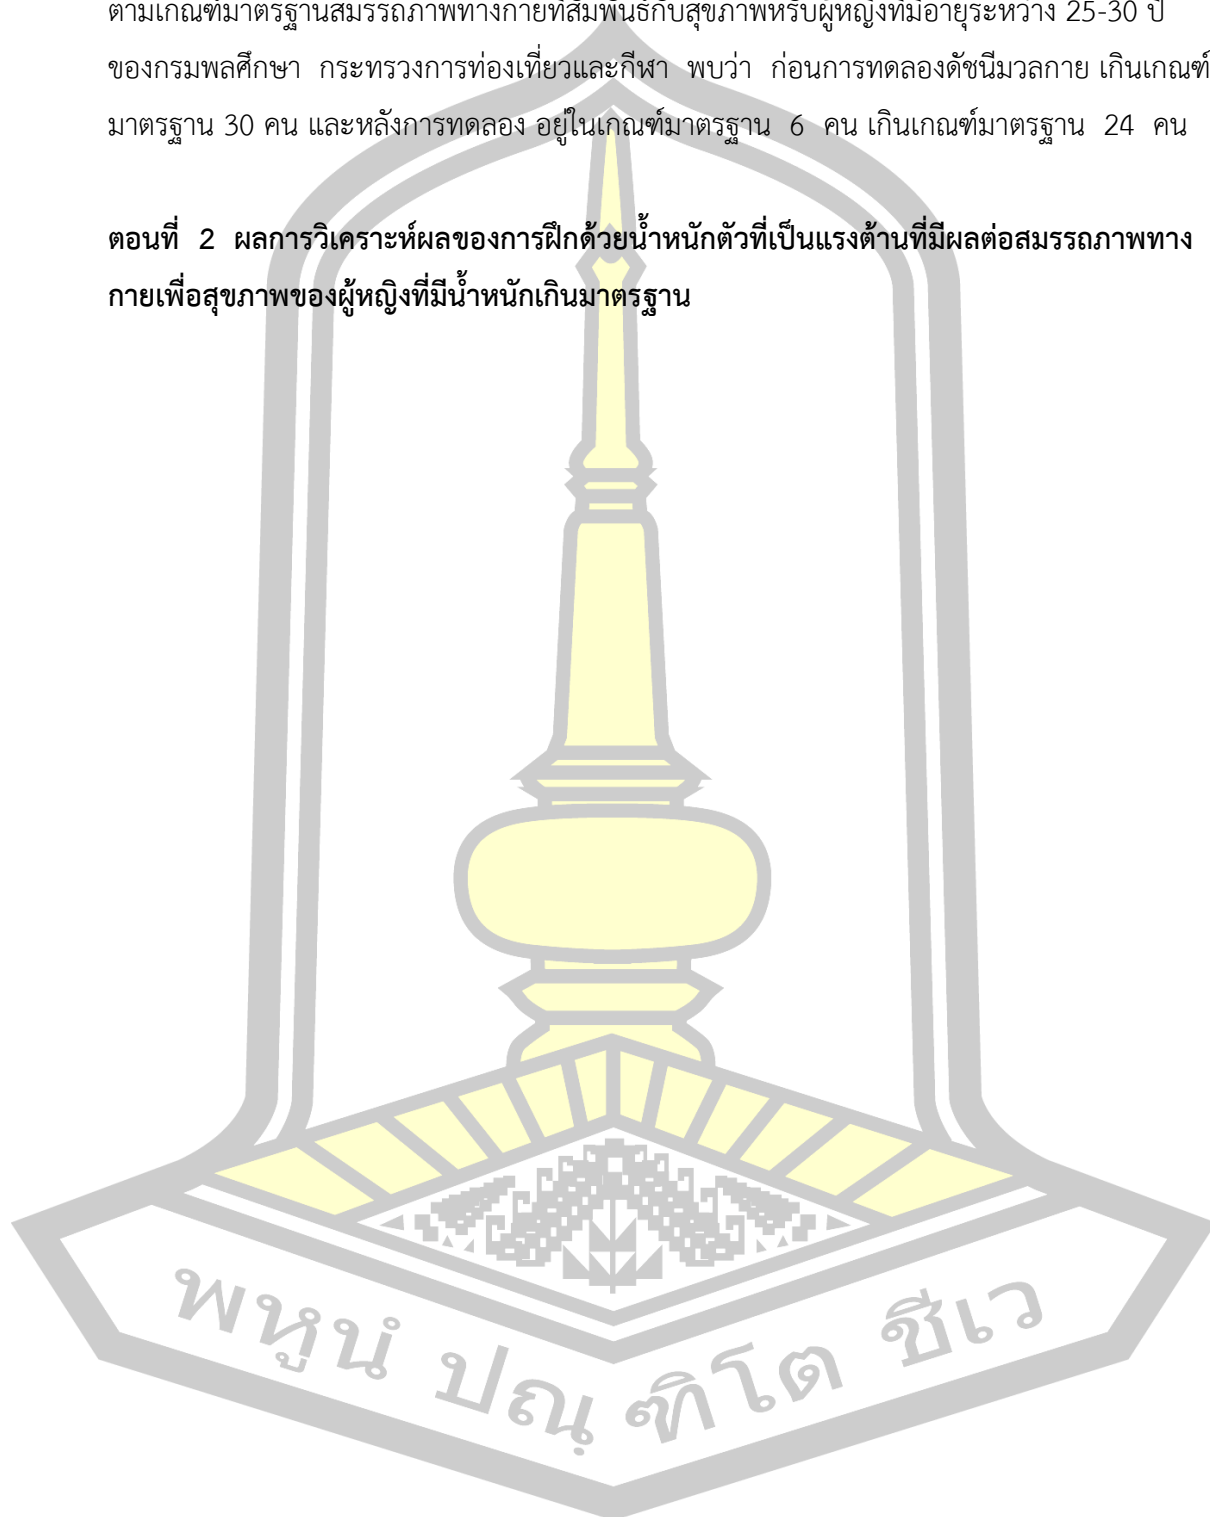 ตามเกณฑ์มาตรฐานสมรรถภาพทางกายที่สัมพันธ์กับสุขภาพหรับผู้หญิงที่มีอายุระหว่าง 25-30 ปี
ของกรมพลศึกษา กระทรวงการท่องเที่ยวและกีฬา พบว่า ก่อนการทดลองดัชนีมวลกาย เกินเกณฑ์
มาตรฐาน 30 คน และหลังการทดลอง อยู่ในเกณฑ์มาตรฐาน 6 คน เกินเกณฑ์มาตรฐาน 24 คน
ตอนที่ 2 ผลการวิเคราะห์ผลของการฝึกด้วยน้ำหนักตัวที่เป็นแรงต้านที่มีผลต่อสมรรถภาพทาง
กายเพื่อสุขภาพของผู้หญิงที่มีน้ำหนักเกินมาตรฐาน
พหูนํ ปณฺฑิโต ชีเว